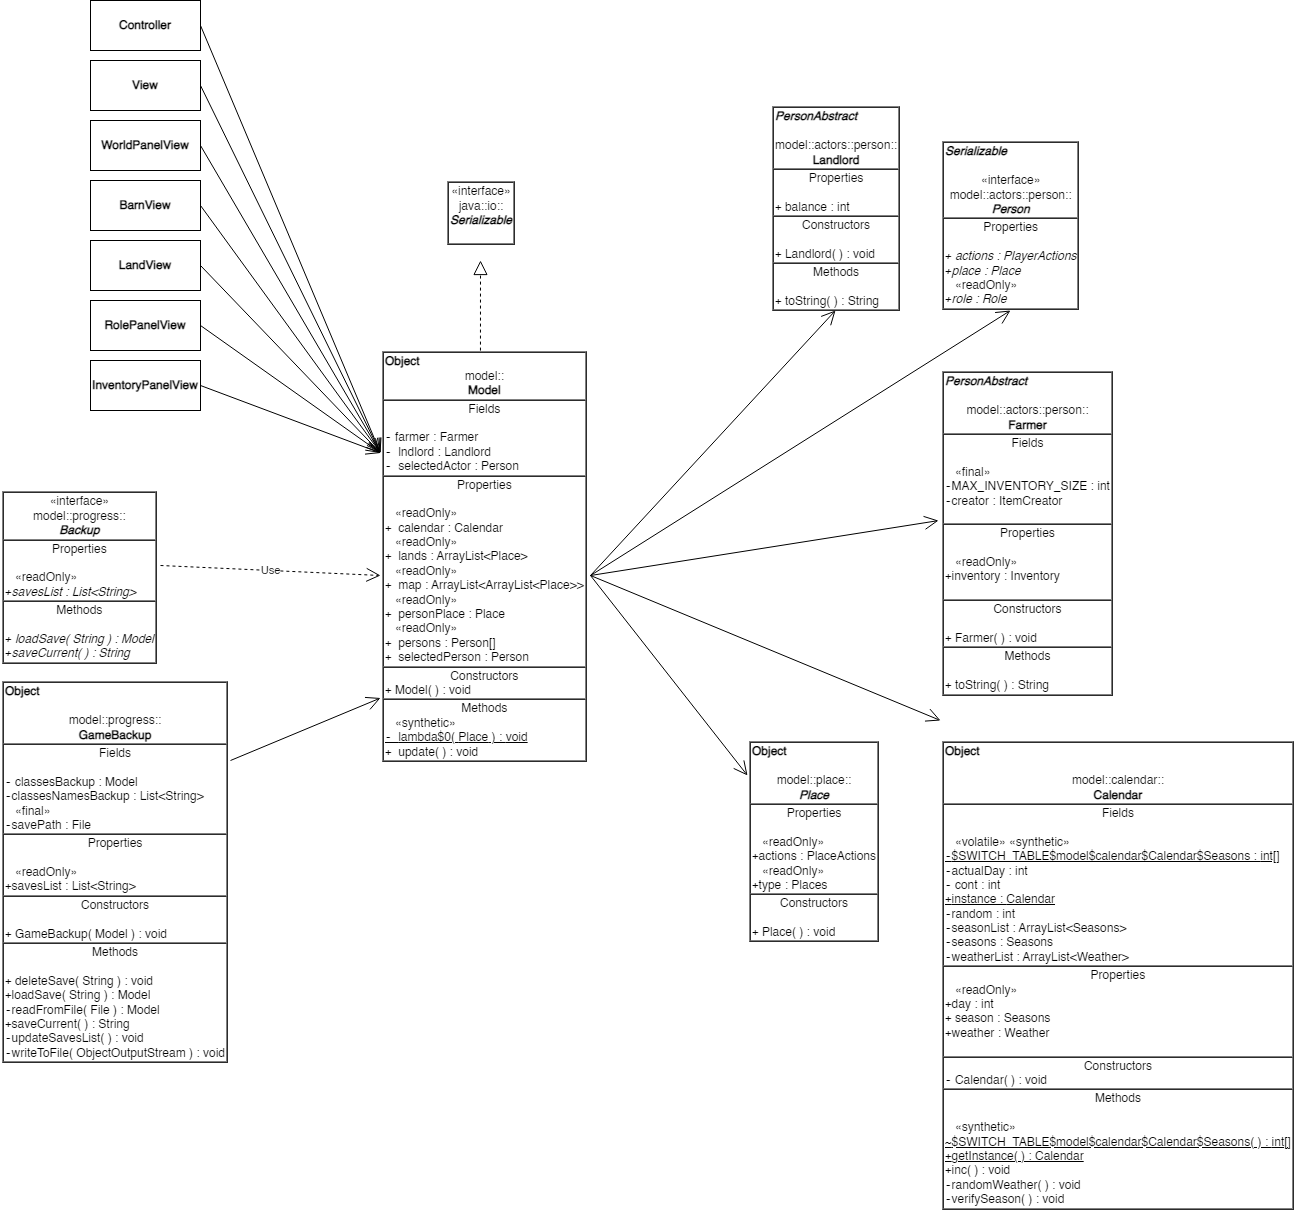 Controller
View
WorldPanelView
BarnView
LandView
RolePanelView
InventoryPanelView
«interface»
java::io::
Serializable
Object
model::
Model
Fields
- farmer : Farmer
- lndlord : Landlord
- selectedActor : Person
Properties
«readOnly»
+ calendar : Calendar
«readOnly»
+ lands : ArrayList<Place>
«readOnly»
+ map : ArrayList<ArrayList<Place>>
«readOnly»
+ personPlace : Place
«readOnly»
+ persons : Person[]
+ selectedPerson : Person
Constructors
+ Model( ) : void
Methods
«synthetic»
- lambda$0( Place ) : void
+ update( ) : void
«interface»
model::progress::
Backup
Properties
«readOnly»
+savesList : List<String>
Methods
+ loadSave( String ) : Model
+saveCurrent( ) : String
Use
Object
model::progress::
GameBackup
Fields
- classesBackup : Model
-classesNamesBackup : List<String>
«final»
-savePath : File
Properties
«readOnly»
+savesList : List<String>
Constructors
+ GameBackup( Model ) : void
Methods
+ deleteSave( String ) : void
+loadSave( String ) : Model
-readFromFile( File ) : Model
+saveCurrent( ) : String
-updateSavesList( ) : void
-writeToFile( ObjectOutputStream ) : void
PersonAbstract
model::actors::person::
Landlord
Properties
+ balance : int
Constructors
+ Landlord( ) : void
Methods
+ toString( ) : String
Serializable
«interface»
model::actors::person::
Person
Properties
+ actions : PlayerActions
+place : Place
«readOnly»
+role : Role
PersonAbstract
model::actors::person::
Farmer
Fields
«final»
-MAX_INVENTORY_SIZE : int
-creator : ItemCreator
Properties
«readOnly»
+inventory : Inventory
Constructors
+ Farmer( ) : void
Methods
+ toString( ) : String
Object
model::place::
Place
Properties
«readOnly»
+actions : PlaceActions
«readOnly»
+type : Places
Constructors
+ Place( ) : void
Object
model::calendar::
Calendar
Fields
«volatile» «synthetic»
-$SWITCH_TABLE$model$calendar$Calendar$Seasons : int[]
-actualDay : int
- cont : int
+instance : Calendar
-random : int
-seasonList : ArrayList<Seasons>
-seasons : Seasons
-weatherList : ArrayList<Weather>
Properties
«readOnly»
+day : int
+ season : Seasons
+weather : Weather
Constructors
- Calendar( ) : void
Methods
«synthetic»
~$SWITCH_TABLE$model$calendar$Calendar$Seasons( ) : int[]
+getInstance( ) : Calendar
+inc( ) : void
-randomWeather( ) : void
-verifySeason( ) : void